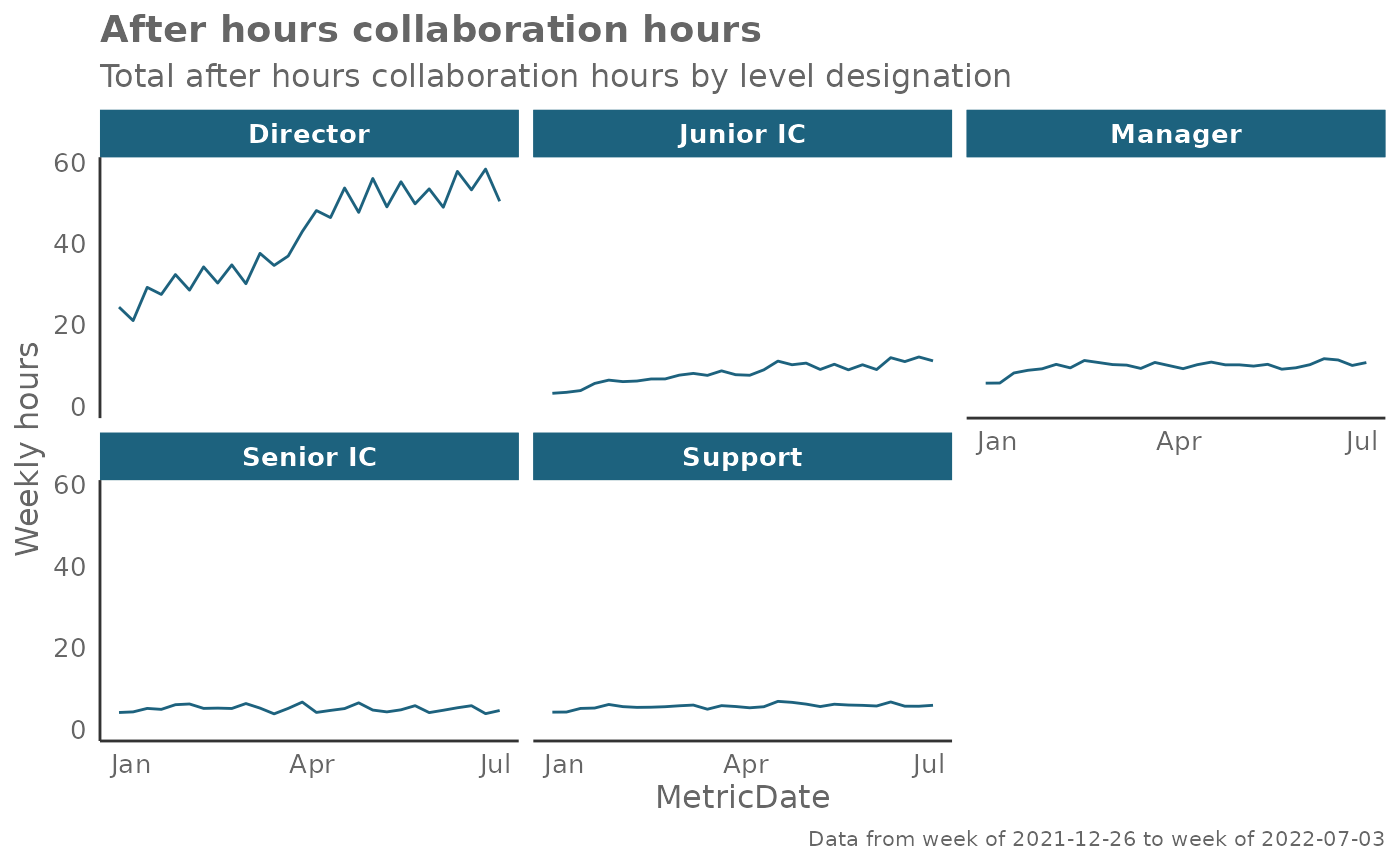 After hours collaboration hours
Total after hours collaboration hours by level designation
Director
Junior IC
Manager
60
40
20
0
Jan
Apr
Jul
Weekly hours
Senior IC
Support
60
40
20
0
Jan
Apr
Jul
Jan
Apr
Jul
MetricDate
Data from week of 2021-12-26 to week of 2022-07-03